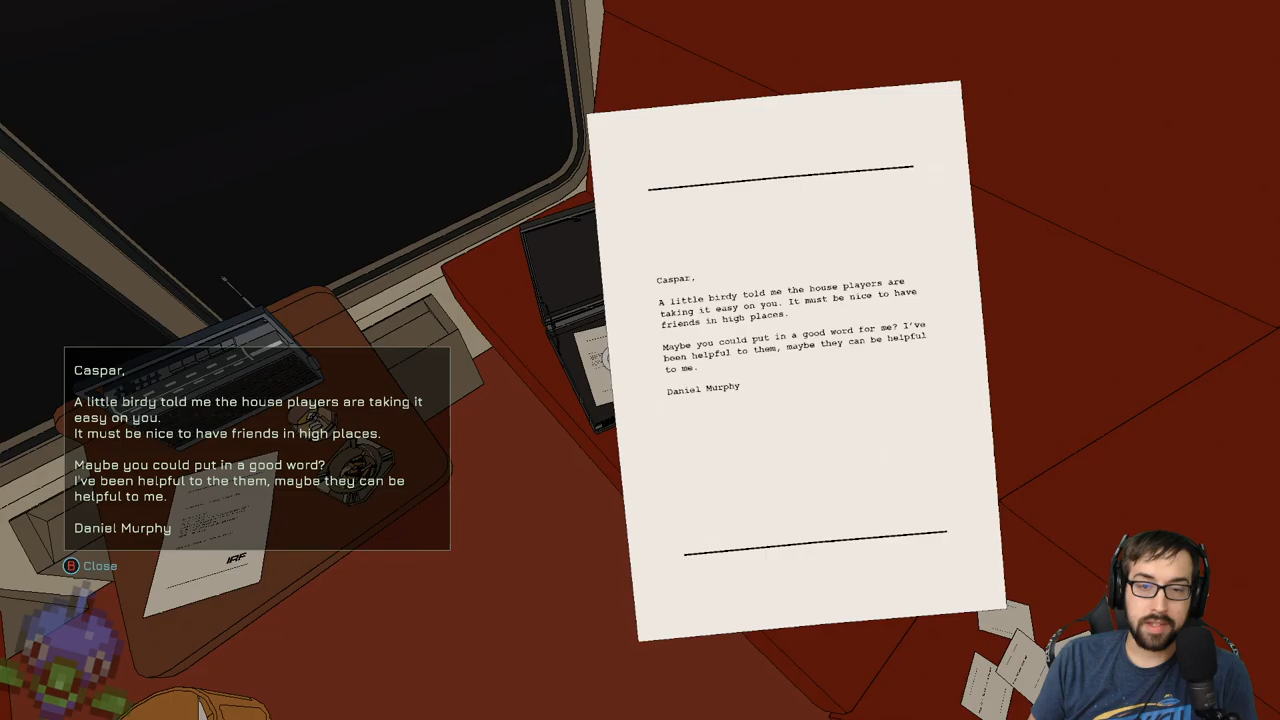 Caspar,
A little birdy told me the house players are
taking it easy on you. It must be nice to have
friends in high places.
Maybe you could put in a good word for me? I've
been helpful to them, maybe they can be helpful
to me.
Daniel Murphy
Caspar,
A little birdy told me the house players are taking it
easy on you.
It must be nice to have friends in high places.
Maybe you could put in a good word?
I've been helpful to the them, maybe they can be
helpful to me.
Daniel Murphy
IRF
B Close